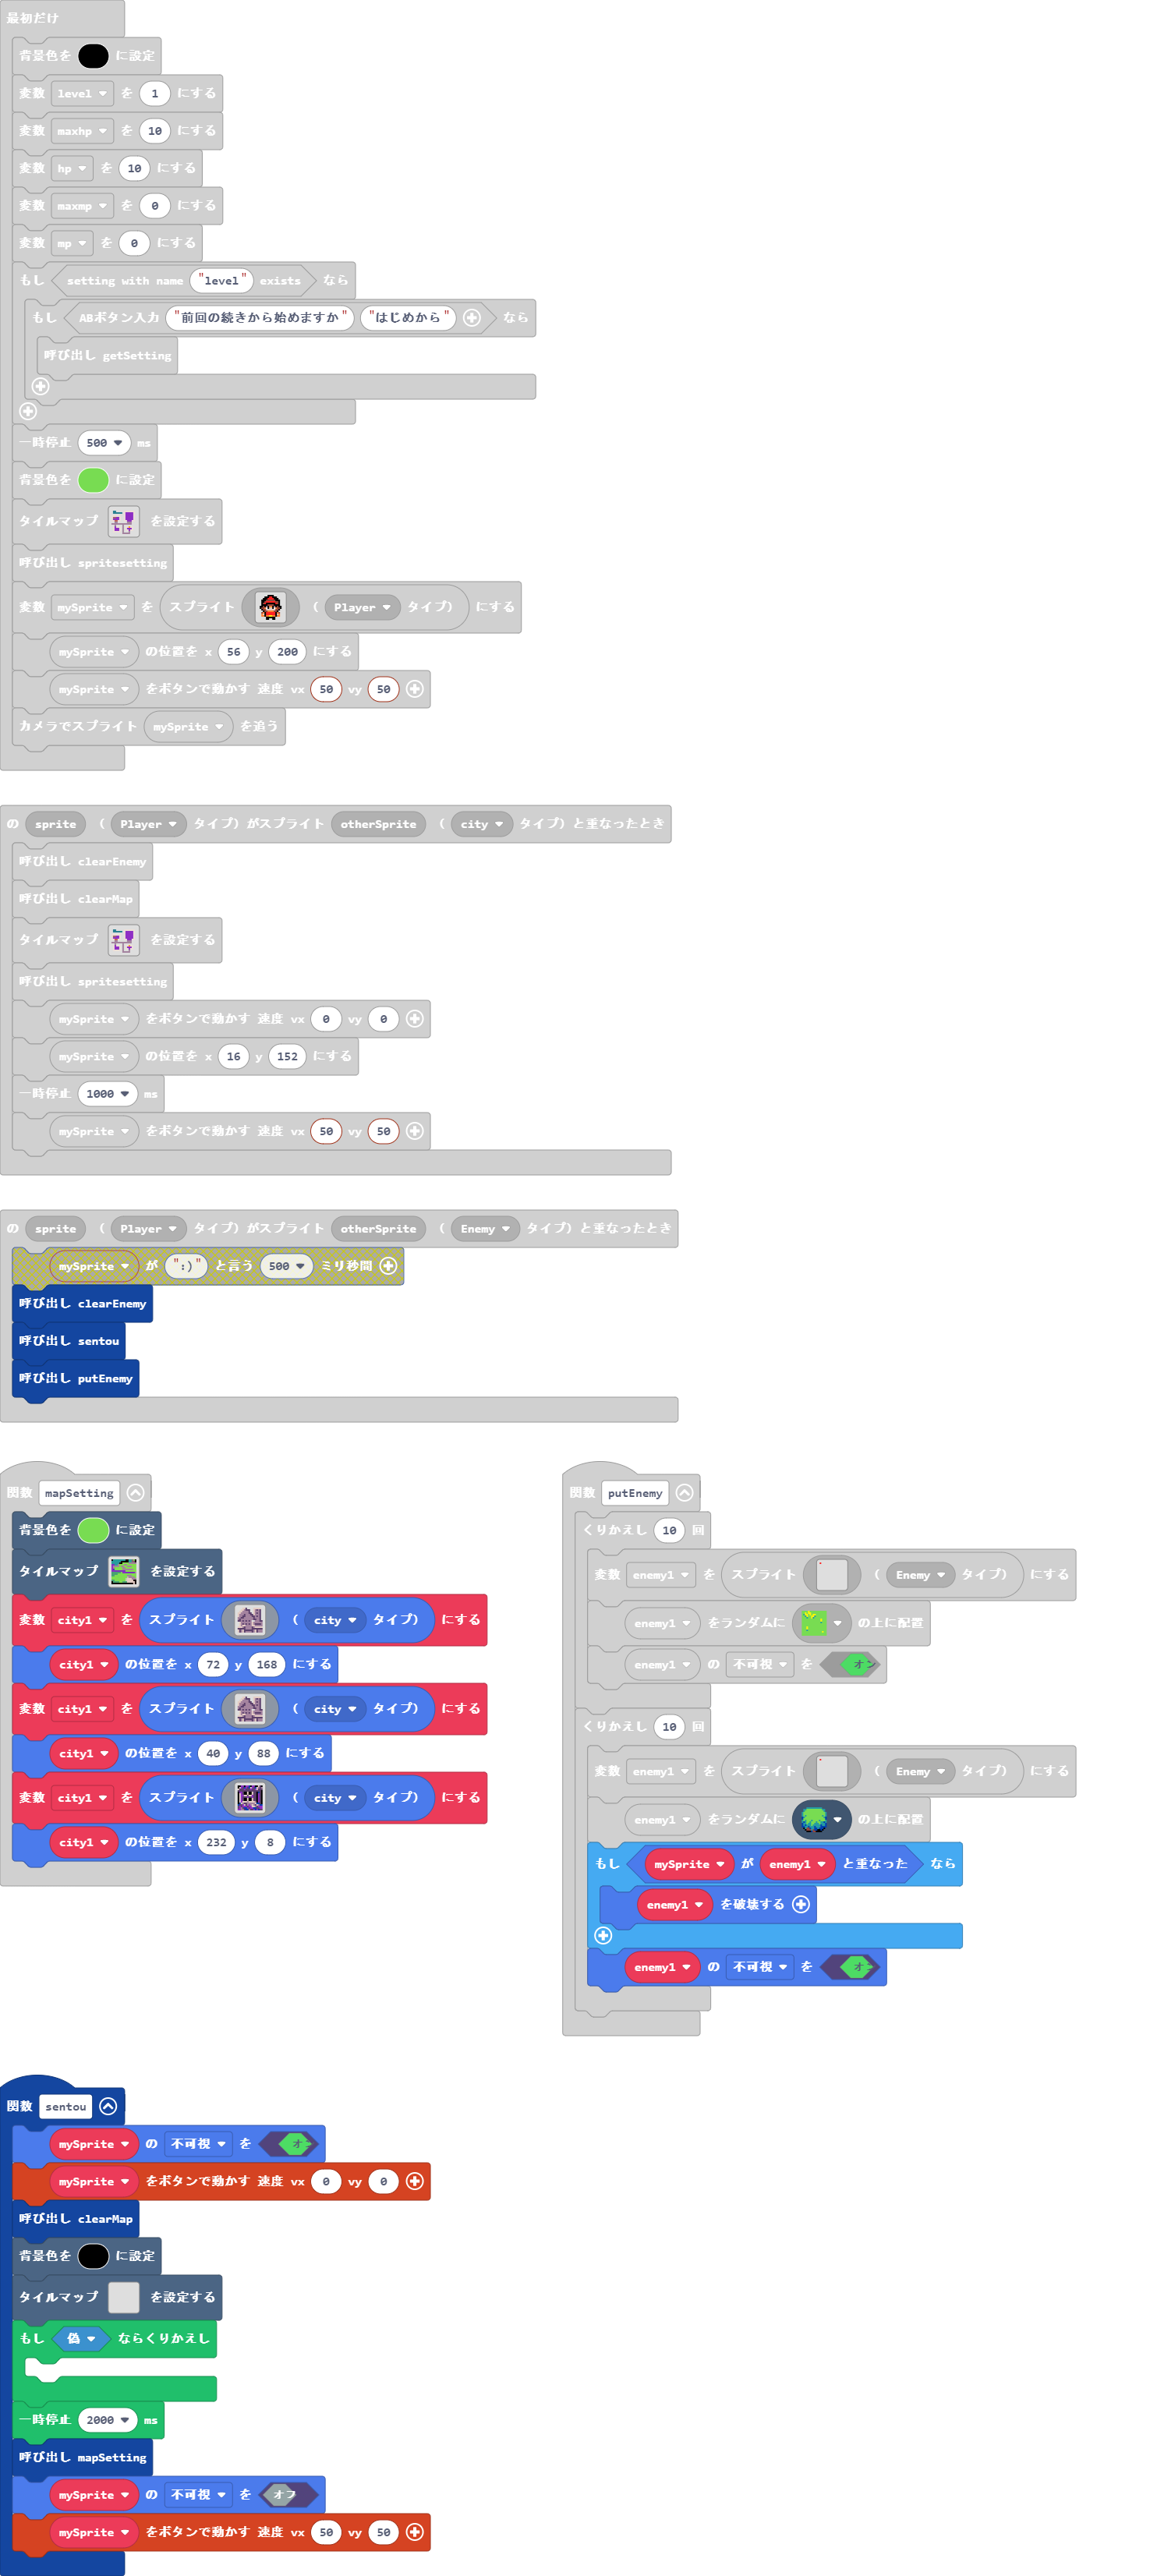 最初だけ
背景色を に設定
変数 level を 1 にする
変数 maxhp を 10 にする
変数 hp を 10 にする
変数 maxmp を 0 にする
変数 mp を 0 にする
もし setting with name "level" exists なら
もし ABボタン入力 "前回の続きから始めますか" "はじめから" なら
呼び出し getSetting
一時停止 500 ms
背景色を に設定
タイルマップ を設定する
呼び出し spritesetting
変数 mySprite を スプライト ( Player タイプ) にする
mySprite の位置を x 56 y 200 にする
mySprite をボタンで動かす 速度 vx 50 vy 50
カメラでスプライト mySprite を追う
の sprite ( Player タイプ) がスプライト otherSprite ( city タイプ) と重なったとき
呼び出し clearEnemy
呼び出し clearMap
タイルマップ を設定する
呼び出し spritesetting
mySprite をボタンで動かす 速度 vx 0 vy 0
mySprite の位置を x 16 y 152 にする
一時停止 1000 ms
mySprite をボタンで動かす 速度 vx 50 vy 50
の sprite ( Player タイプ) がスプライト otherSprite ( Enemy タイプ) と重なったとき
mySprite が ":)" と言う 500 ミリ秒間
呼び出し clearEnemy
呼び出し sentou
呼び出し putEnemy
関数 mapSetting
背景色を に設定
タイルマップ を設定する
変数 city1 を スプライト ( city タイプ) にする
city1 の位置を x 72 y 168 にする
変数 city1 を スプライト ( city タイプ) にする
city1 の位置を x 40 y 88 にする
変数 city1 を スプライト ( city タイプ) にする
city1 の位置を x 232 y 8 にする
関数 putEnemy
くりかえし 10 回
変数 enemy1 を スプライト ( Enemy タイプ) にする
enemy1 をランダムに の上に配置
enemy1 の 不可視 を オン
くりかえし 10 回
変数 enemy1 を スプライト ( Enemy タイプ) にする
enemy1 をランダムに の上に配置
もし mySprite が enemy1 と重なった なら
enemy1 を破壊する
enemy1 の 不可視 を オン
関数 sentou
mySprite の 不可視 を オン
mySprite をボタンで動かす 速度 vx 0 vy 0
呼び出し clearMap
背景色を に設定
タイルマップ を設定する
もし 偽 ならくりかえし
一時停止 2000 ms
呼び出し mapSetting
mySprite の 不可視 を オフ
mySprite をボタンで動かす 速度 vx 50 vy 50